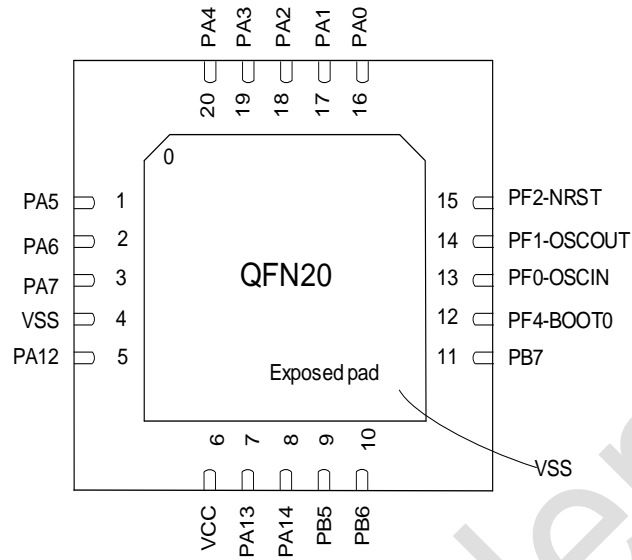 PA4 PA3 PA2 PA1 PA0
20 19 18 17 16
0
PA5 1
PA6 2
PA7 3
VSS 4
PA12 5
QFN20
Exposed pad
15 PF2-NRST
14 PF1-OSCOUT
13 PF0-OSCIN
12 PF4-BOOT0
11 PB7
VSS
6 7 8 9 10
VCC PA13 PA14 PB5 PB6